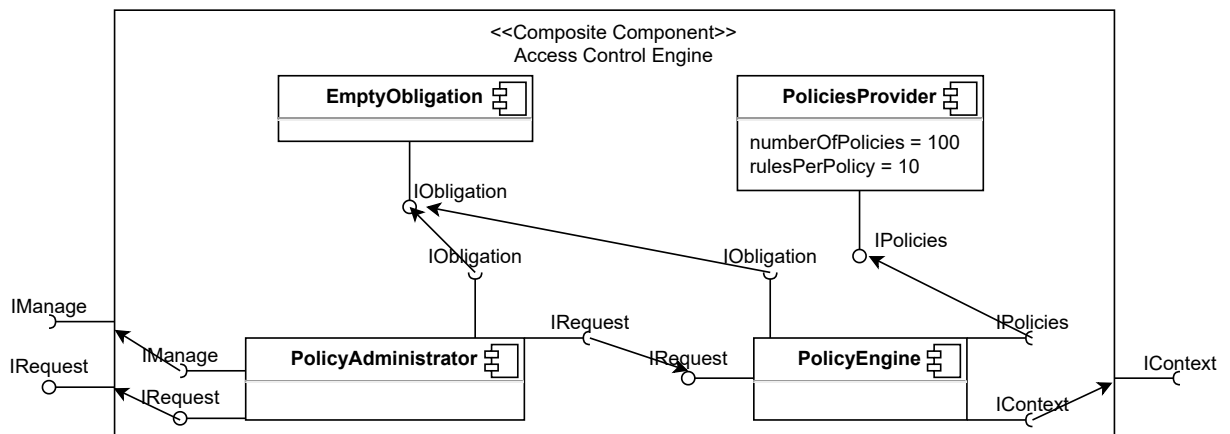 <<Composite Component>>
Access Control Engine
EmptyObligation
PoliciesProvider
numberOfPolicies = 100
rulesPerPolicy = 10
IObligation
IPolicies
IObligation
IObligation
IManage
IRequest
IPolicies
IManage
PolicyAdministrator
IRequest
PolicyEngine
IRequest
IContext
IRequest
IContext